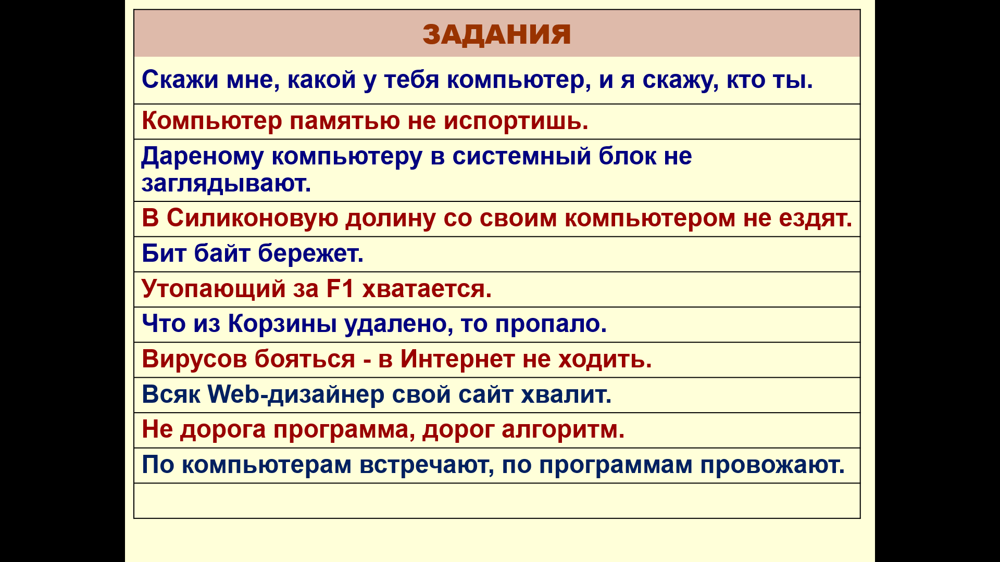 ЗАДАНИЯ
Скажи мне, какой у тебя компьютер, и я скажу, кто ты.
Компьютер памятью не испортишь.
Дареному компьютеру в системный блок не
заглядывают.
В Силиконовую долину со своим компьютером не ездят.
Бит байт бережет.
Утопающий за F1 хватается.
Что из Корзины удалено, то пропало.
Вирусов бояться - в Интернет не ходить.
Всяк Web-дизайнер свой сайт хвалит.
Не дорога программа, дорог алгоритм.
По компьютерам встречают, по программам провожают.